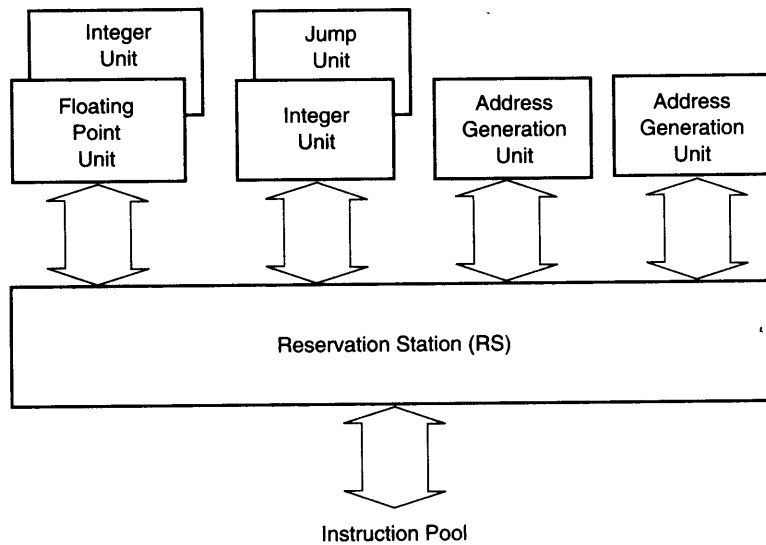 Integer
Unit
Jump
Unit
Floating
Point
Unit
Integer
Unit
Address
Generation
Unit
Address
Generation
Unit
Reservation Station (RS)
Instruction Pool